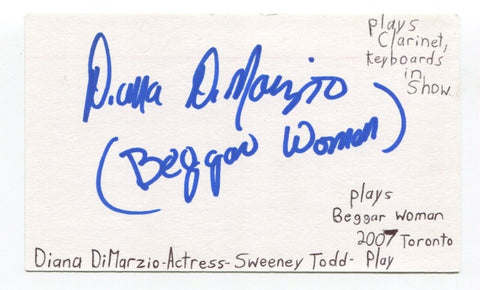 plays
Clarinet,
keyboards
in
Show.
Diana DiMarzio
(Beggar Woman)
plays
Beggar Woman
2007 Toronto
Diana DiMarzio-Actress-Sweeney Todd- Play